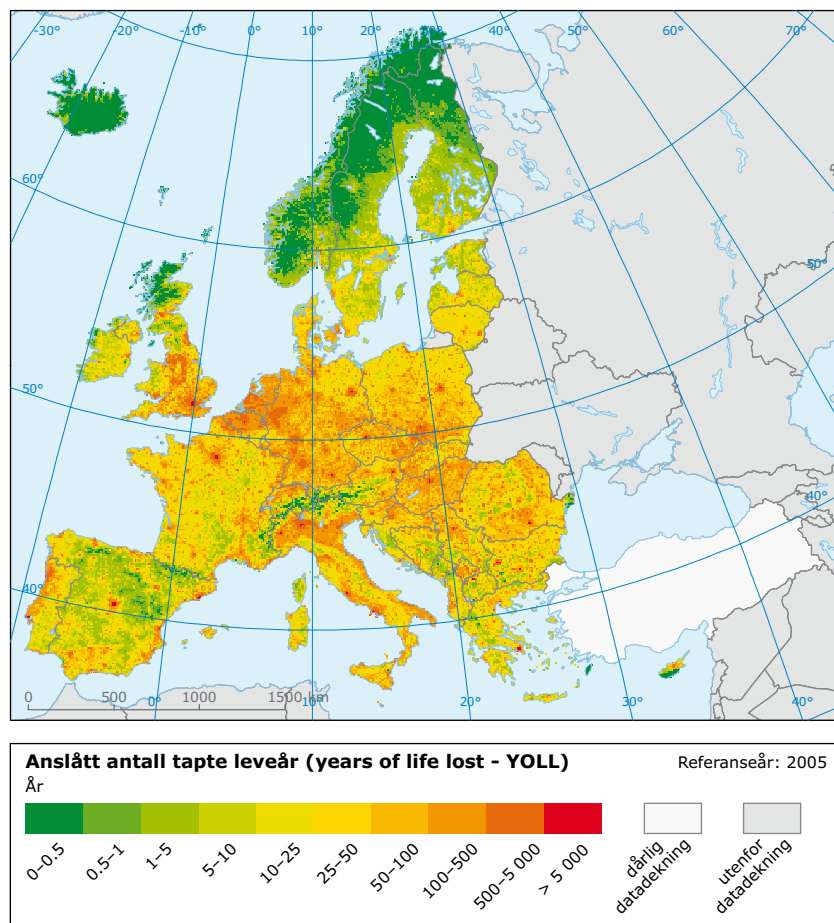 -30° -20° -10° 0° 10° 20° 30° 40° 50° 60° 70°
60°
50°
50°
40°
40°
0 500 1000 1500 km
0° 10° 20° 30° 40°
Anslått antall tapte leveår (years of life lost - YOLL)
Referanseår: 2005
År
0–0.5
0.5–1
1–5
5–10
10–25
25–50
50–100
100–500
500–5 000
> 5 000
dårlig
datadekning
utenfor
datadekning